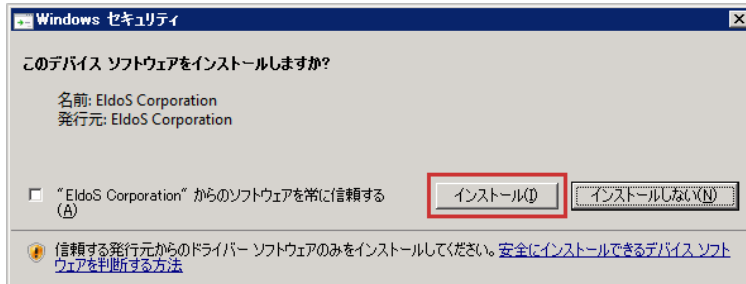 Windows セキュリティ
このデバイス ソフトウェアをインストールしますか?
名前: EldoS Corporation
発行元: EldoS Corporation
"EldoS Corporation" からのソフトウェアを常に信頼する
(A)
インストール(I)
インストールしない(N)
信頼する発行元からのドライバー ソフトウェアのみをインストールしてください。安全にインストールできるデバイス ソフト
ウェアを判断する方法